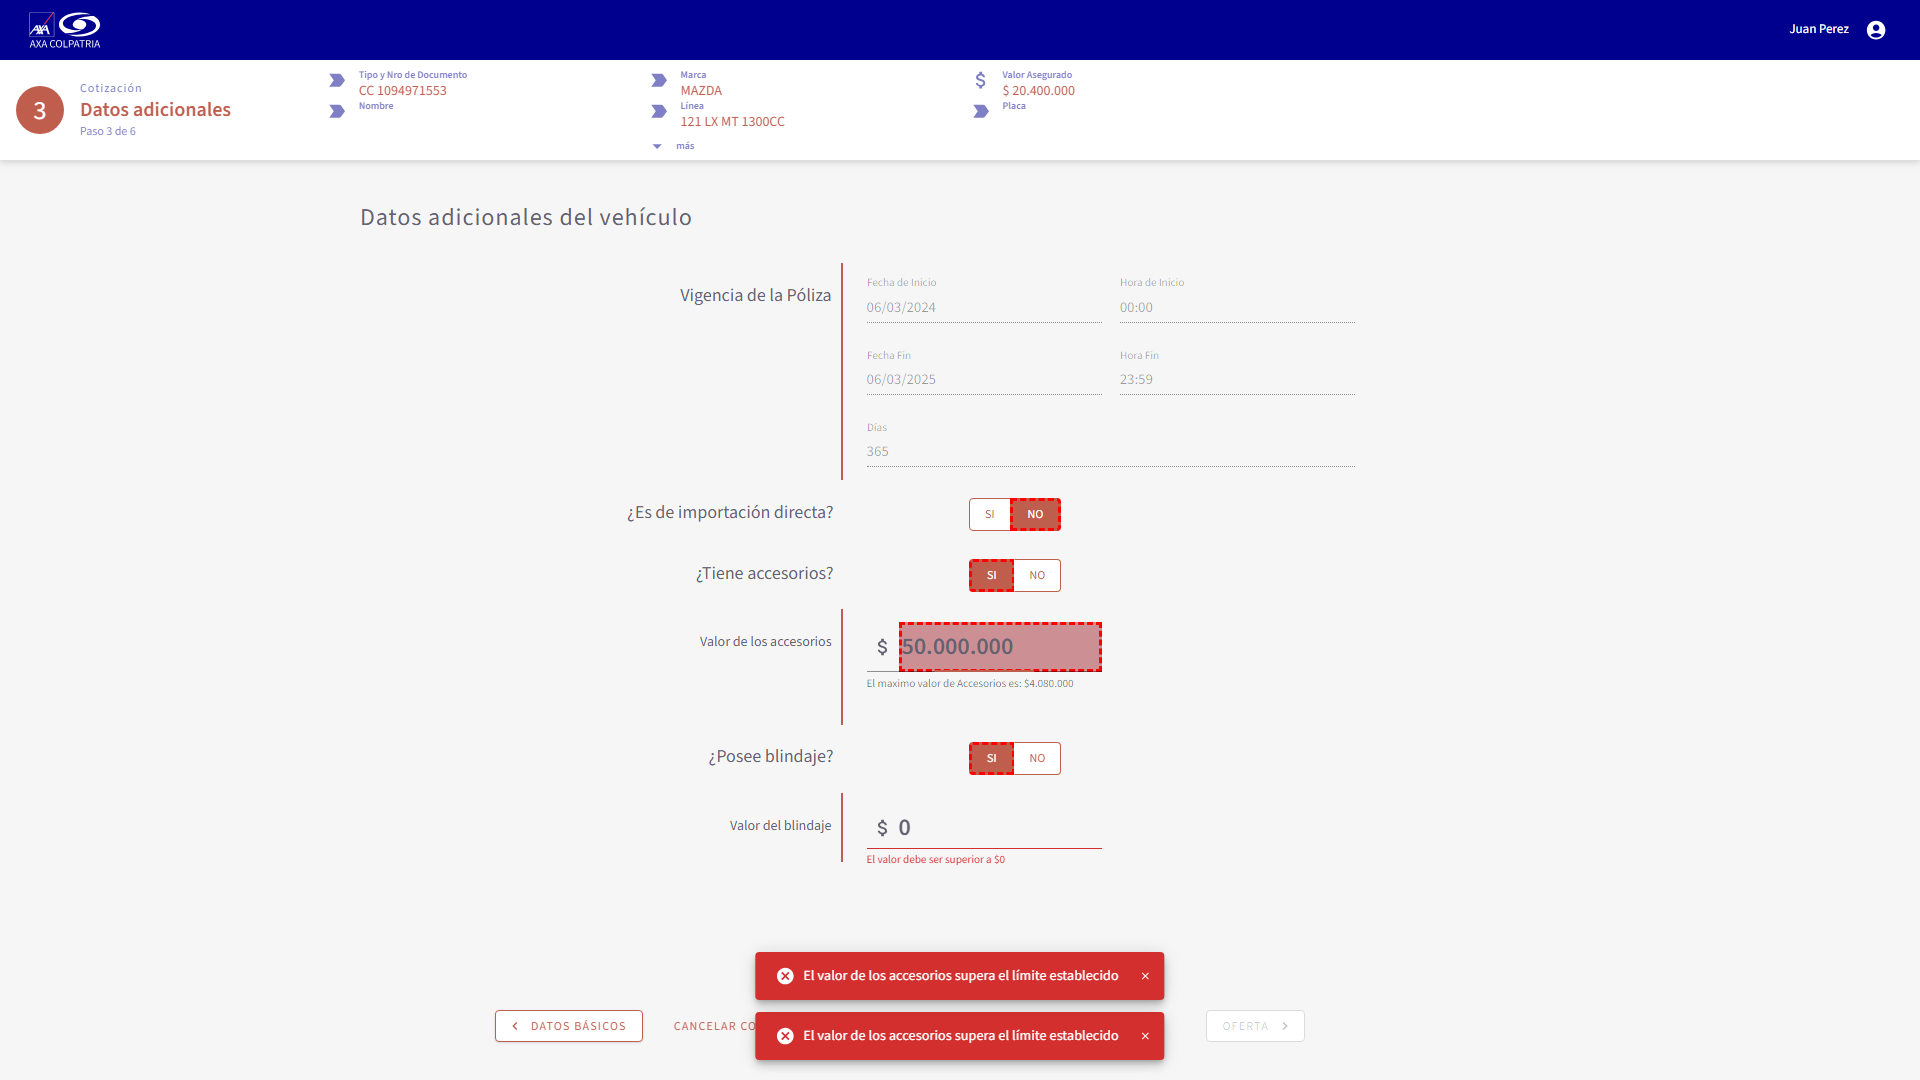 AXA
AXA COLPATRIA
Juan Perez
3
Cotización
Datos adicionales
Paso 3 de 6
Tipo y Nro de Documento
CC 1094971553
Nombre
Marca
MAZDA
Línea
121 LX MT 1300CC
más
$
Valor Asegurado
$ 20.400.000
Placa
Datos adicionales del vehículo
Vigencia de la Póliza
Fecha de Inicio
06/03/2024
Hora de Inicio
00:00
Fecha Fin
06/03/2025
Hora Fin
23:59
Días
365
¿Es de importación directa?
SI NO
¿Tiene accesorios?
SI NO
Valor de los accesorios
$ 50.000.000
El maximo valor de Accesorios es: $4.080.000
¿Posee blindaje?
SI NO
Valor del blindaje
$ 0
El valor debe ser superior a $0
El valor de los accesorios supera el límite establecido
DATOS BÁSICOS
CANCELAR CO
El valor de los accesorios supera el límite establecido
OFERTA